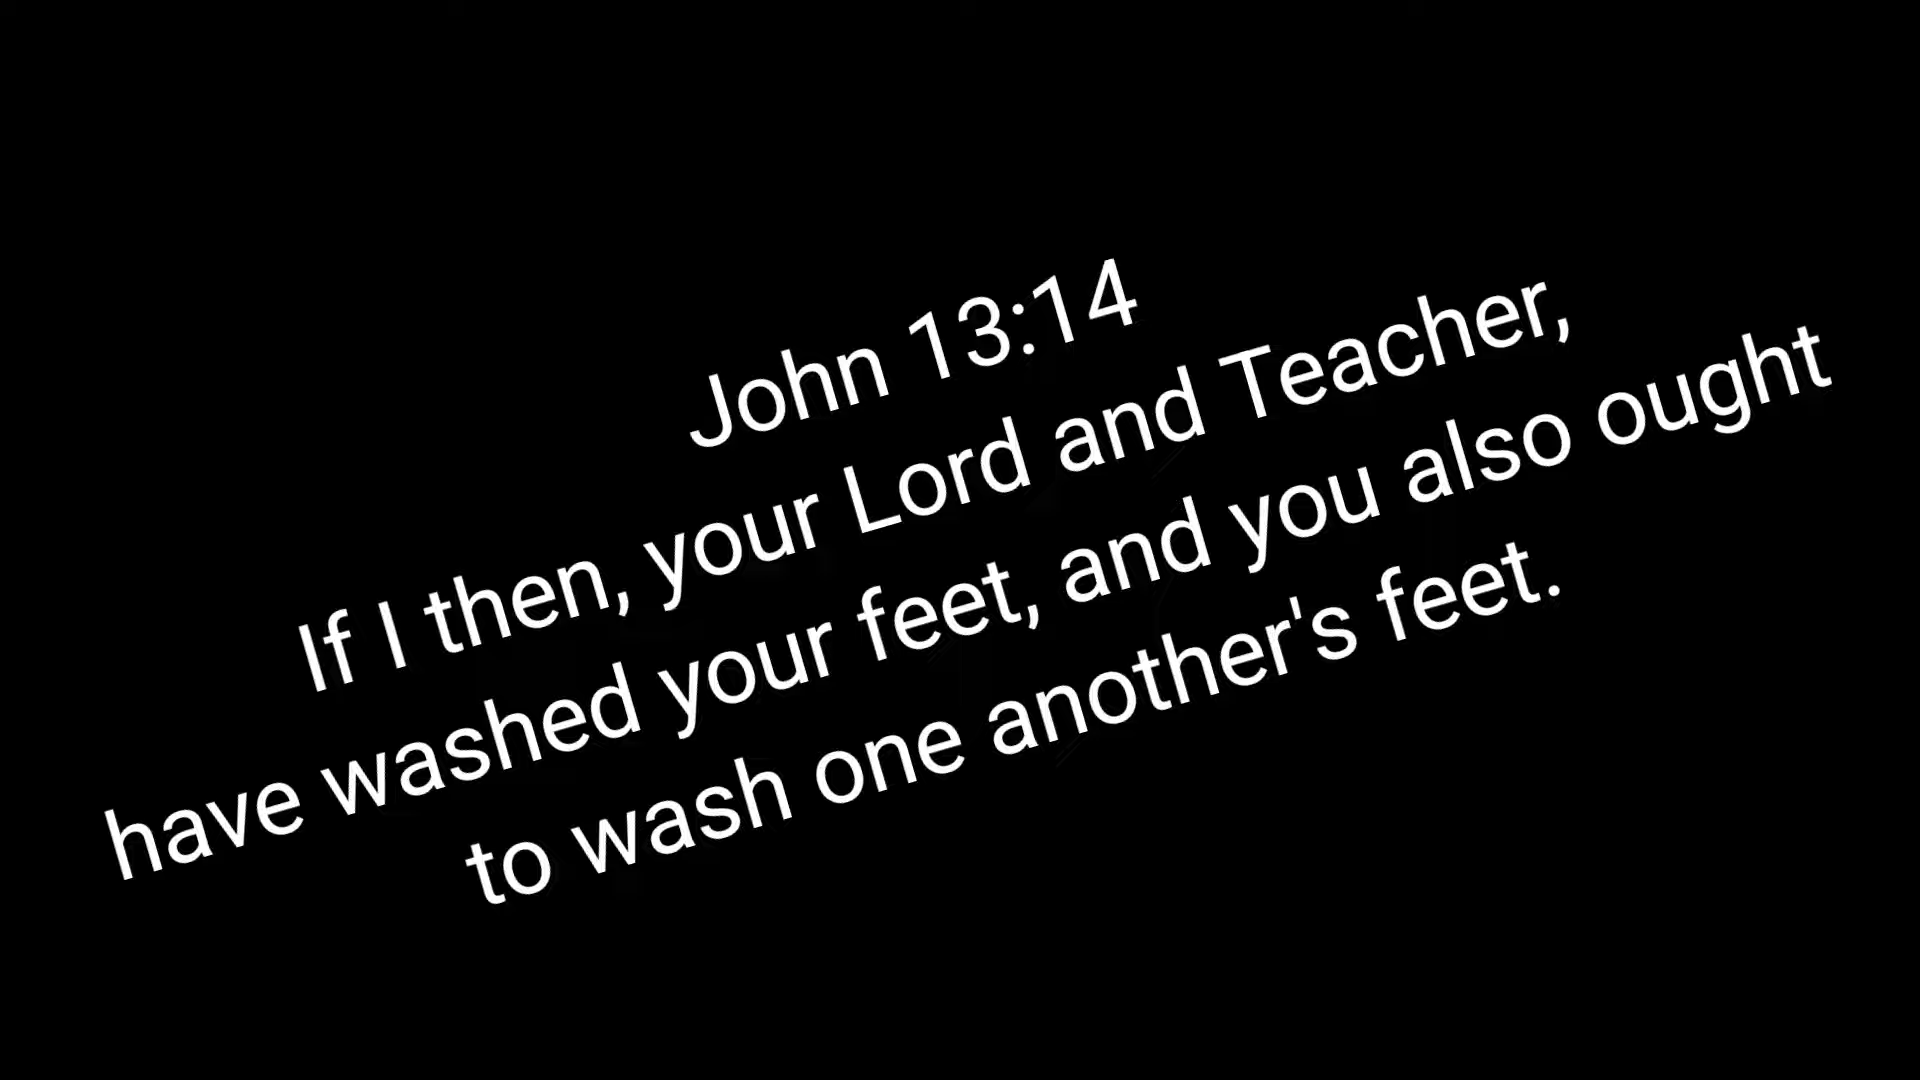 John 13:14
If I then, your Lord and Teacher,
have washed your feet, and you also ought
to wash one another's feet.